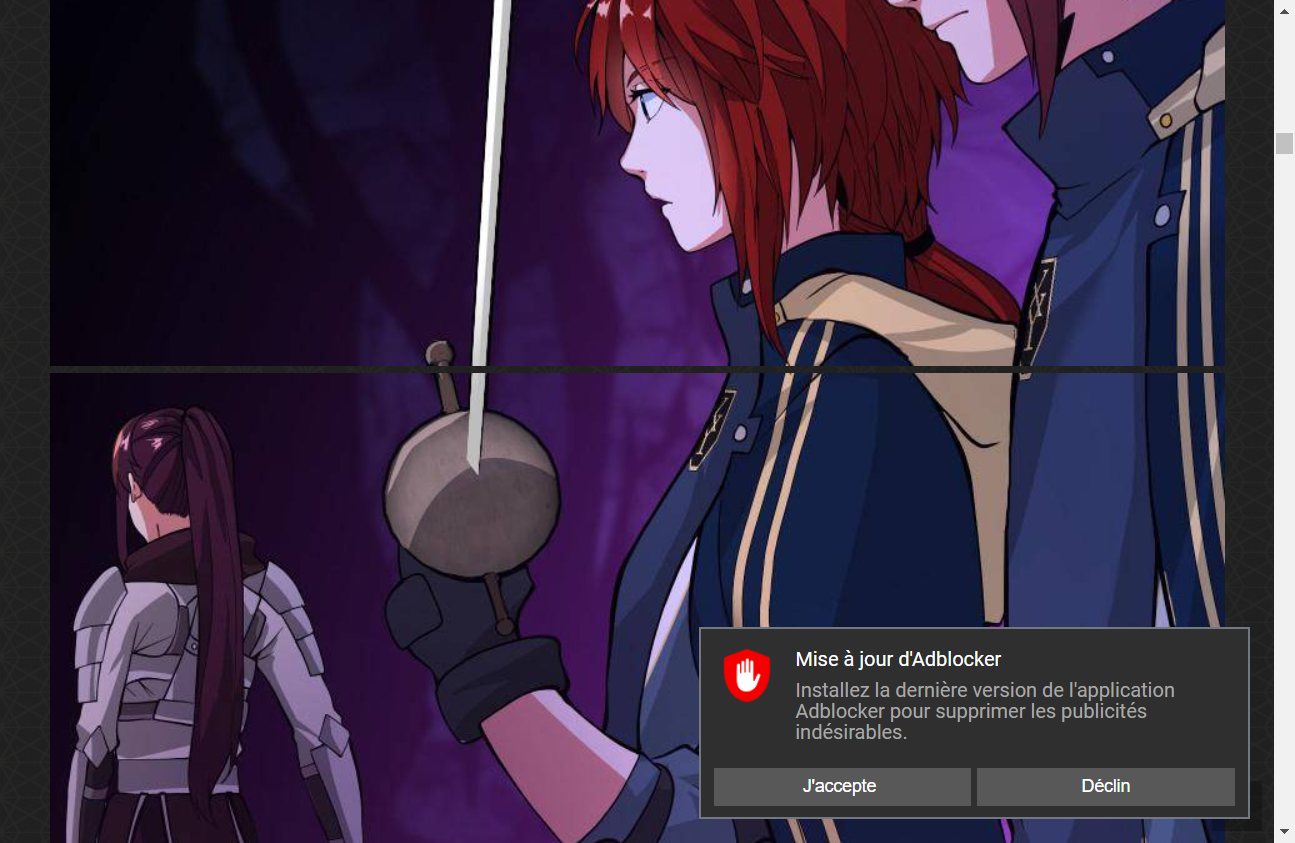 Mise à jour d'Adblocker
Installez la dernière version de l'application
Adblocker pour supprimer les publicités
indésirables.
J'accepte
Déclin